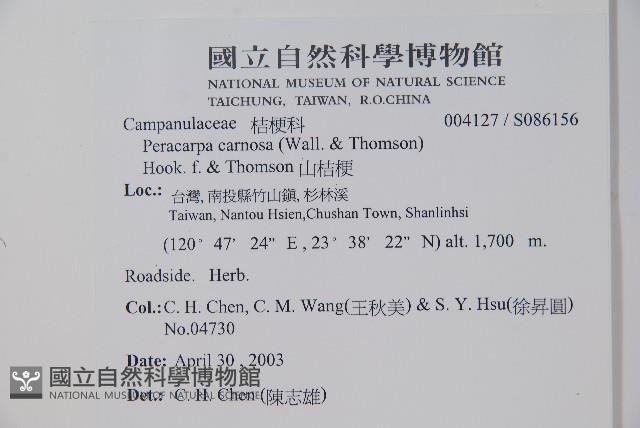 國立自然科學博物館
NATIONAL MUSEUM OF NATURAL SCIENCE
TAICHUNG, TAIWAN, R.O.CHINA
Campanulaceae 桔梗科 004127 / S086156
Peracarpa carnosa (Wall. & Thomson)
Hook. f. & Thomson 山桔梗
Loc.: 台灣, 南投縣竹山鎮, 杉林溪
Taiwan, Nantou Hsien,Chushan Town, Shanlinhsi
(120° 47' 24" E , 23° 38' 22" N) alt. 1,700 m.
Roadside. Herb.
Col.: C. H. Chen, C. M. Wang(王秋美) & S. Y. Hsu(徐昇圓)
No.04730
Date: April 30 , 2003
Det.: C. H. Chen (陳志雄)
國立自然科學博物館
NATIONAL MUSEUM OF NATURAL SCIENCE